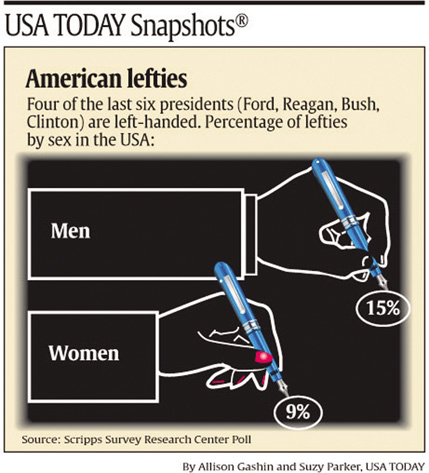 USA TODAY Snapshots®
American lefties
Four of the last six presidents (Ford, Reagan, Bush,
Clinton) are left-handed. Percentage of lefties
by sex in the USA:
Men
15%
Women
9%
Source: Scripps Survey Research Center Poll
By Allison Gashin and Suzy Parker, USA TODAY